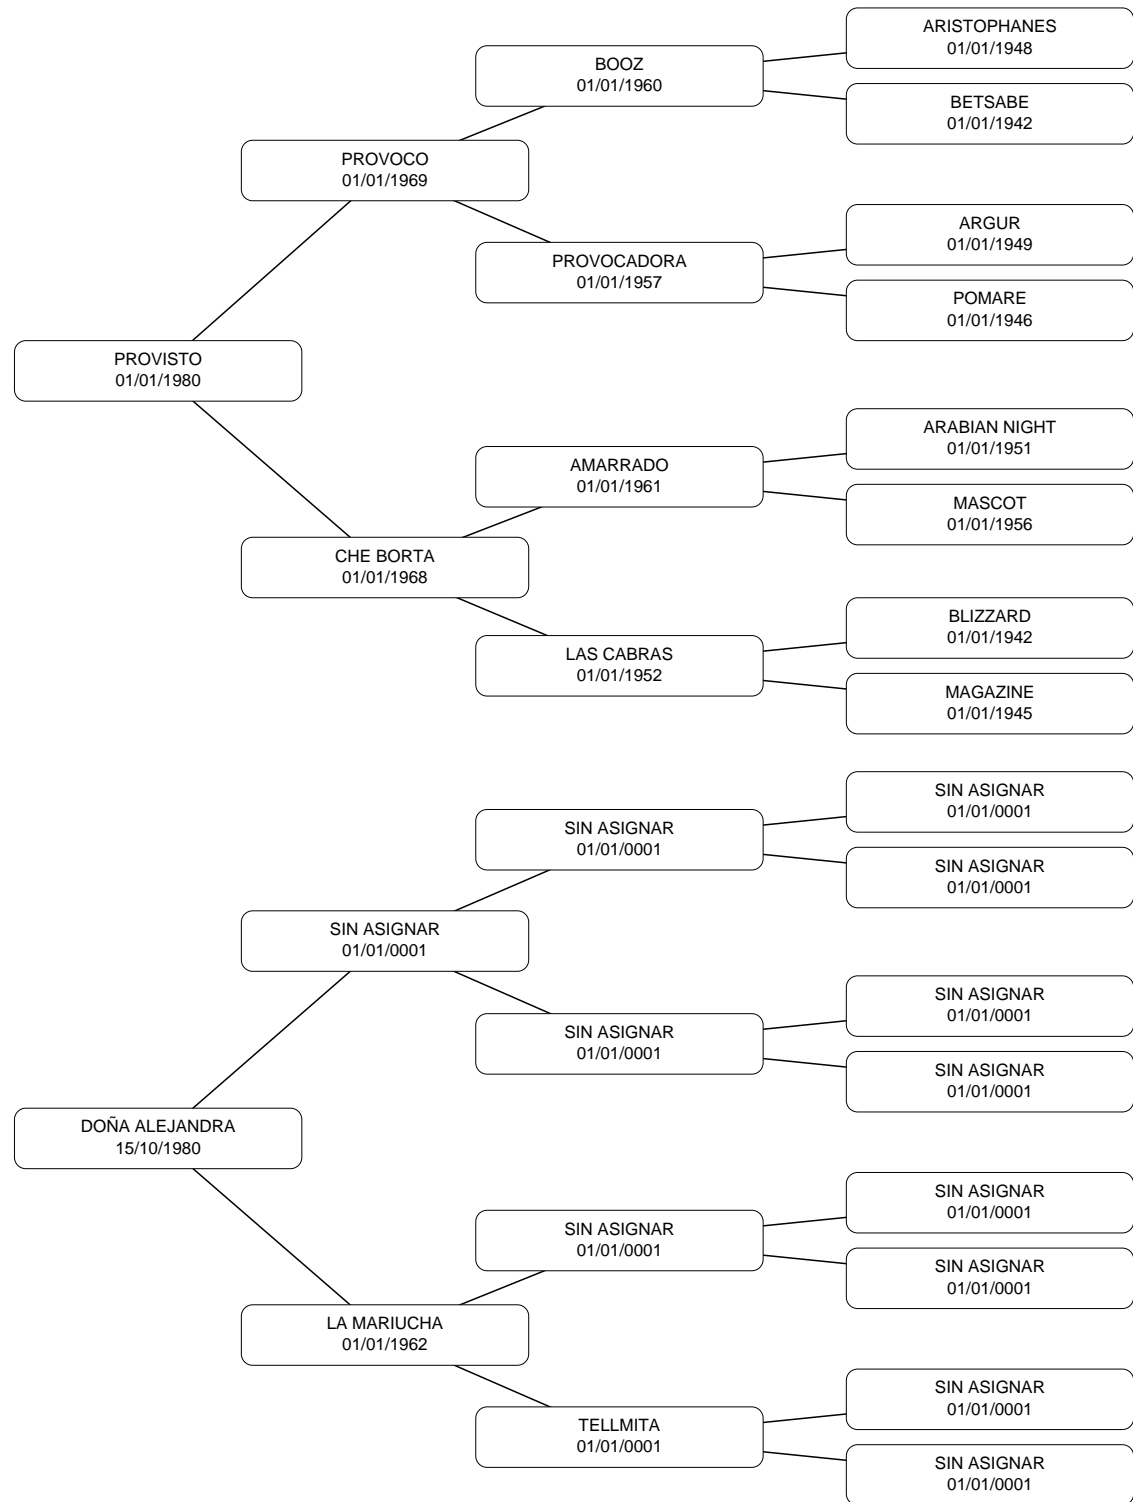 ARISTOPHANES
01/01/1948
BOOZ
01/01/1960
BETSABE
01/01/1942
PROVOCO
01/01/1969
ARGUR
01/01/1949
PROVOCADORA
01/01/1957
POMARE
01/01/1946
PROVISTO
01/01/1980
ARABIAN NIGHT
01/01/1951
AMARRADO
01/01/1961
MASCOT
01/01/1956
CHE BORTA
01/01/1968
BLIZZARD
01/01/1942
LAS CABRAS
01/01/1952
MAGAZINE
01/01/1945
SIN ASIGNAR
01/01/0001
SIN ASIGNAR
01/01/0001
SIN ASIGNAR
01/01/0001
SIN ASIGNAR
01/01/0001
SIN ASIGNAR
01/01/0001
SIN ASIGNAR
01/01/0001
SIN ASIGNAR
01/01/0001
DOÑA ALEJANDRA
15/10/1980
SIN ASIGNAR
01/01/0001
SIN ASIGNAR
01/01/0001
SIN ASIGNAR
01/01/0001
LA MARIUCHA
01/01/1962
SIN ASIGNAR
01/01/0001
TELLMITA
01/01/0001
SIN ASIGNAR
01/01/0001